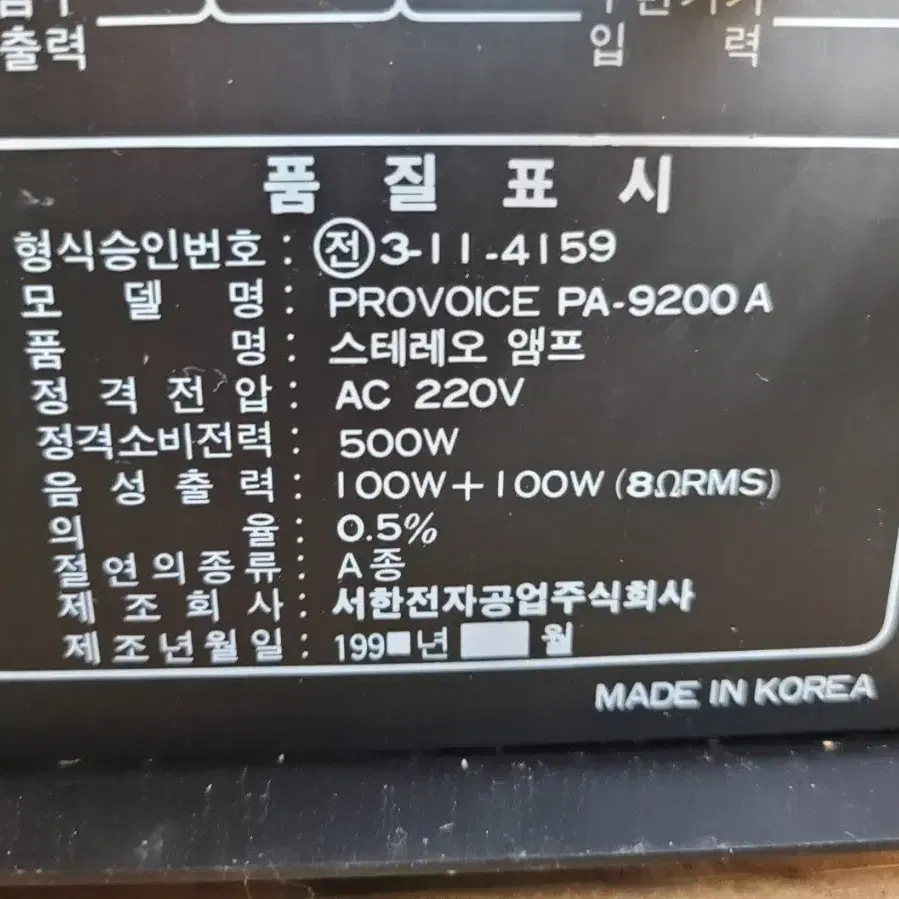 출력
입 력
품 질 표 시
형식승인번호 : 전 3-11-4159
모 델 명 : PROVOICE PA-9200A
품 명 : 스테레오 앰프
정 격 전 압 : AC 220V
정격소비전력 : 500W
음 성 출 력 : 100W+100W (8ΩRMS)
의 율 : 0.5%
절연의종류 : A종
제 조 회 사 : 서한전자공업주식회사
제조년월일 : 199 년 월
MADE IN KOREA